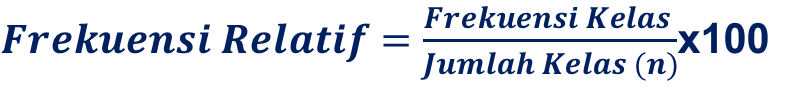 Frekuensi Relatif = Frekuensi Kelas
Jumlah Kelas (n) x100